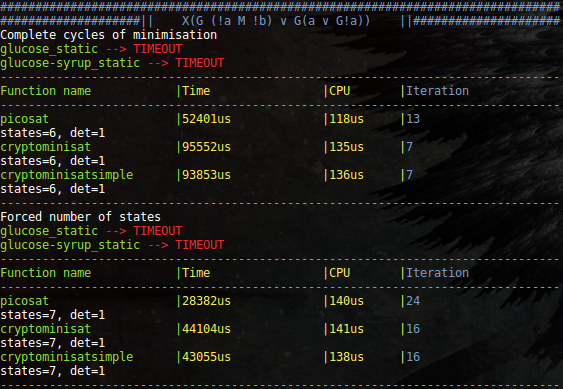 ################################################################################
####################||    X(G (!a M !b) v G(a v G!a))    ||#####################
Complete cycles of minimisation
glucose_static --> TIMEOUT
glucose-syrup_static --> TIMEOUT
--------------------------------------------------------------------------------
Function name            |Time                |CPU       |Iteration
--------------------------------------------------------------------------------
picosat                  |52401us             |118us     |13
states=6, det=1
cryptominisat            |95552us             |135us     |7
states=6, det=1
cryptominisatsimple      |93853us             |136us     |7
states=6, det=1
--------------------------------------------------------------------------------
Forced number of states
glucose_static --> TIMEOUT
glucose-syrup_static --> TIMEOUT
--------------------------------------------------------------------------------
Function name            |Time                |CPU       |Iteration
--------------------------------------------------------------------------------
picosat                  |28382us             |140us     |24
states=7, det=1
cryptominisat            |44104us             |141us     |16
states=7, det=1
cryptominisatsimple      |43055us             |138us     |16
states=7, det=1
--------------------------------------------------------------------------------